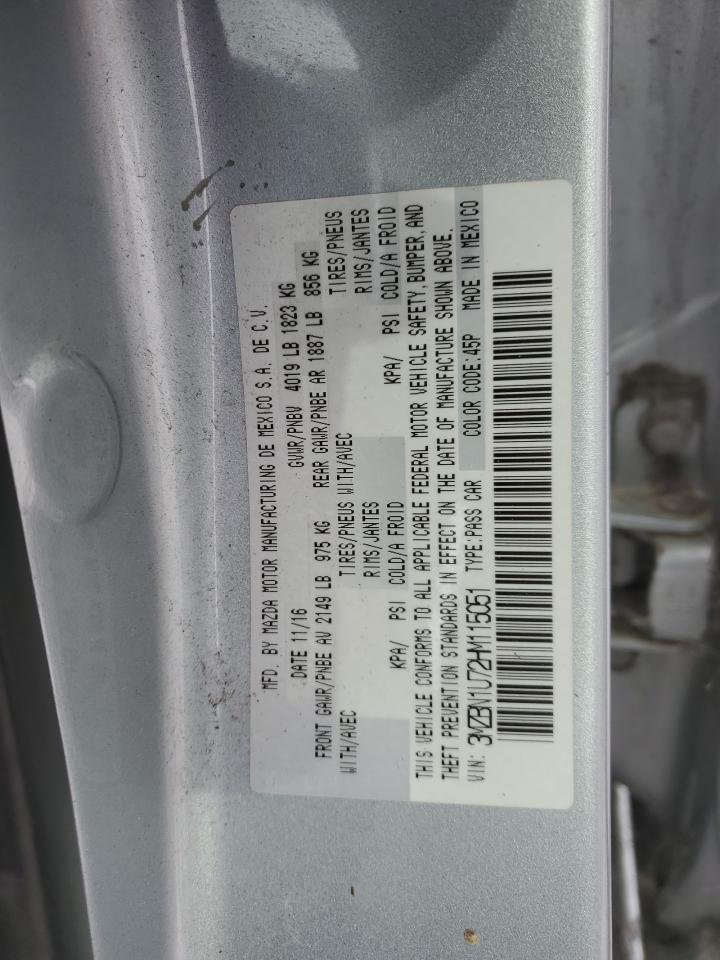 MFD. BY MAZDA MOTOR MANUFACTURING DE MEXICO S.A. DE C.V.
DATE 11/16 GVWR/PNBV 4019 LB 1823 KG
FRONT GAWR/PNBE AV 2149 LB 975 KG REAR GAWR/PNBE AR 1887 LB 856 KG
WITH/AVEC TIRES/PNEUS WITH/AVEC TIRES/PNEUS
RIMS/JANTES RIMS/JANTES
KPA/ PSI COLD/A FROID KPA/ PSI COLD/A FROID
THIS VEHICLE CONFORMS TO ALL APPLICABLE FEDERAL MOTOR VEHICLE SAFETY,BUMPER,AND
THEFT PREVENTION STANDARDS IN EFFECT ON THE DATE OF MANUFACTURE SHOWN ABOVE.
VIN: 3MZBN1U72HM115051 TYPE:PASS CAR COLOR CODE:45P MADE IN MEXICO